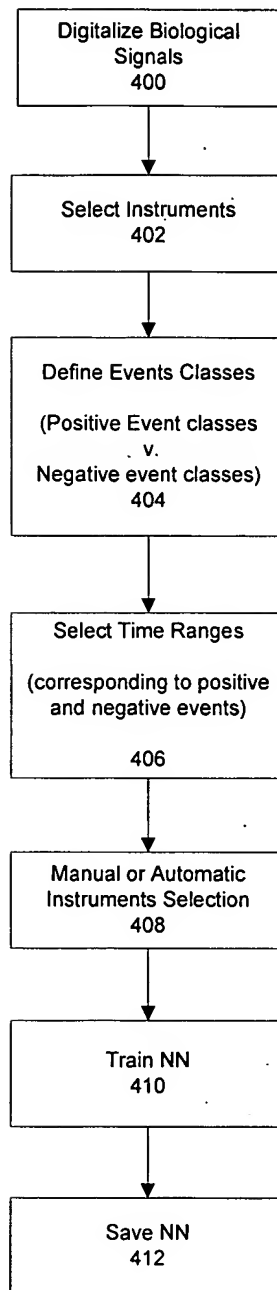 Digitalize Biological
Signals
400
Select Instruments
402
Define Events Classes
(Positive Event classes
v.
Negative event classes)
404
Select Time Ranges
(corresponding to positive
and negative events)
406
Manual or Automatic
Instruments Selection
408
Train NN
410
Save NN
412